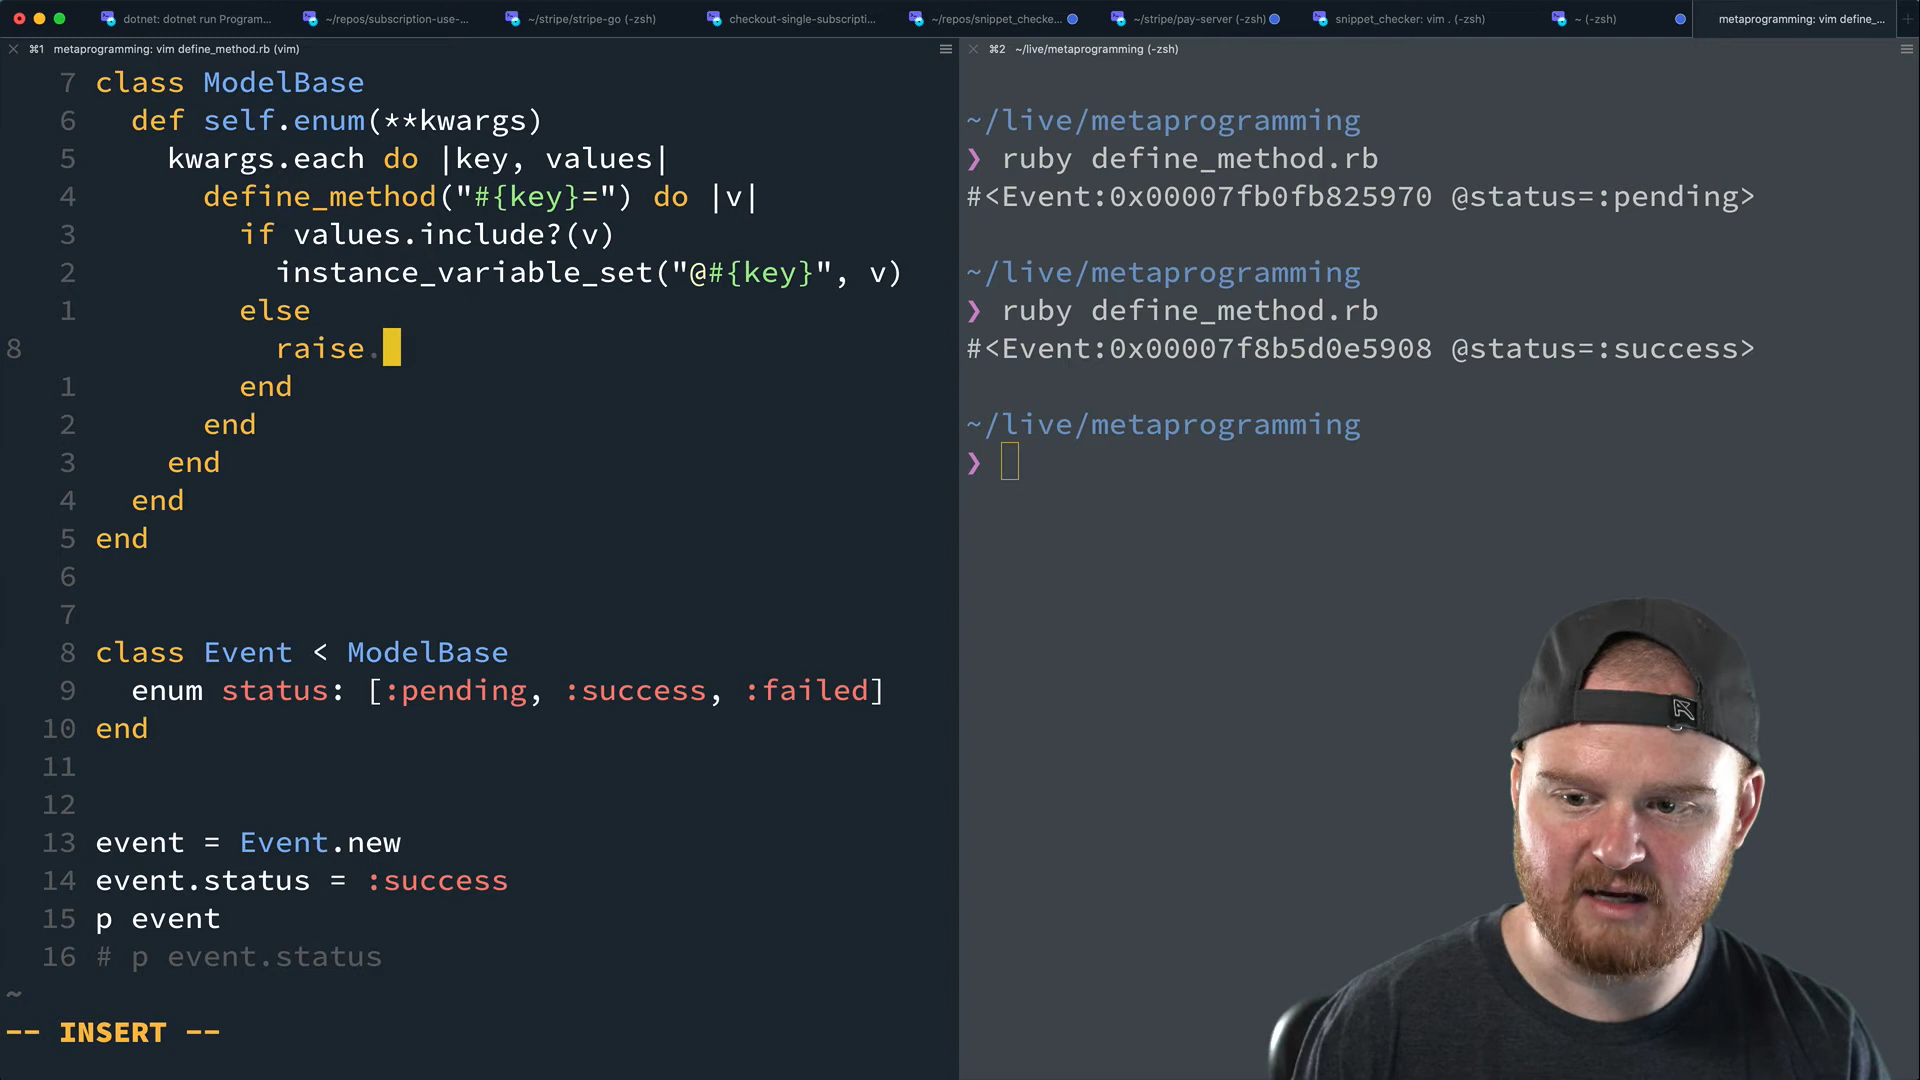 dotnet: dotnet run Program...
~/repos/subscription-use-...
~/stripe/stripe-go (-zsh)
checkout-single-subscripti...
~/repos/snippet_checke...
~/stripe/pay-server (-zsh)
snippet_checker: vim . (-zsh)
~ (-zsh)
metaprogramming: vim define_...
⌘1 metaprogramming: vim define_method.rb (vim)
7 class ModelBase
6 def self.enum(**kwargs)
5 kwargs.each do |key, values|
4 define_method("#{key}=") do |v|
3 if values.include?(v)
2 instance_variable_set("@#{key}", v)
1 else
8 raise.
1 end
2 end
3 end
4 end
5 end
6
7
8 class Event < ModelBase
9 enum status: [:pending, :success, :failed]
10 end
11
12
13 event = Event.new
14 event.status = :success
15 p event
16 # p event.status
~
-- INSERT --
⌘2 ~/live/metaprogramming (-zsh)
~/live/metaprogramming
❯ ruby define_method.rb
#<Event:0x00007fb0fb825970 @status=:pending>
~/live/metaprogramming
❯ ruby define_method.rb
#<Event:0x00007f8b5d0e5908 @status=:success>
~/live/metaprogramming
❯